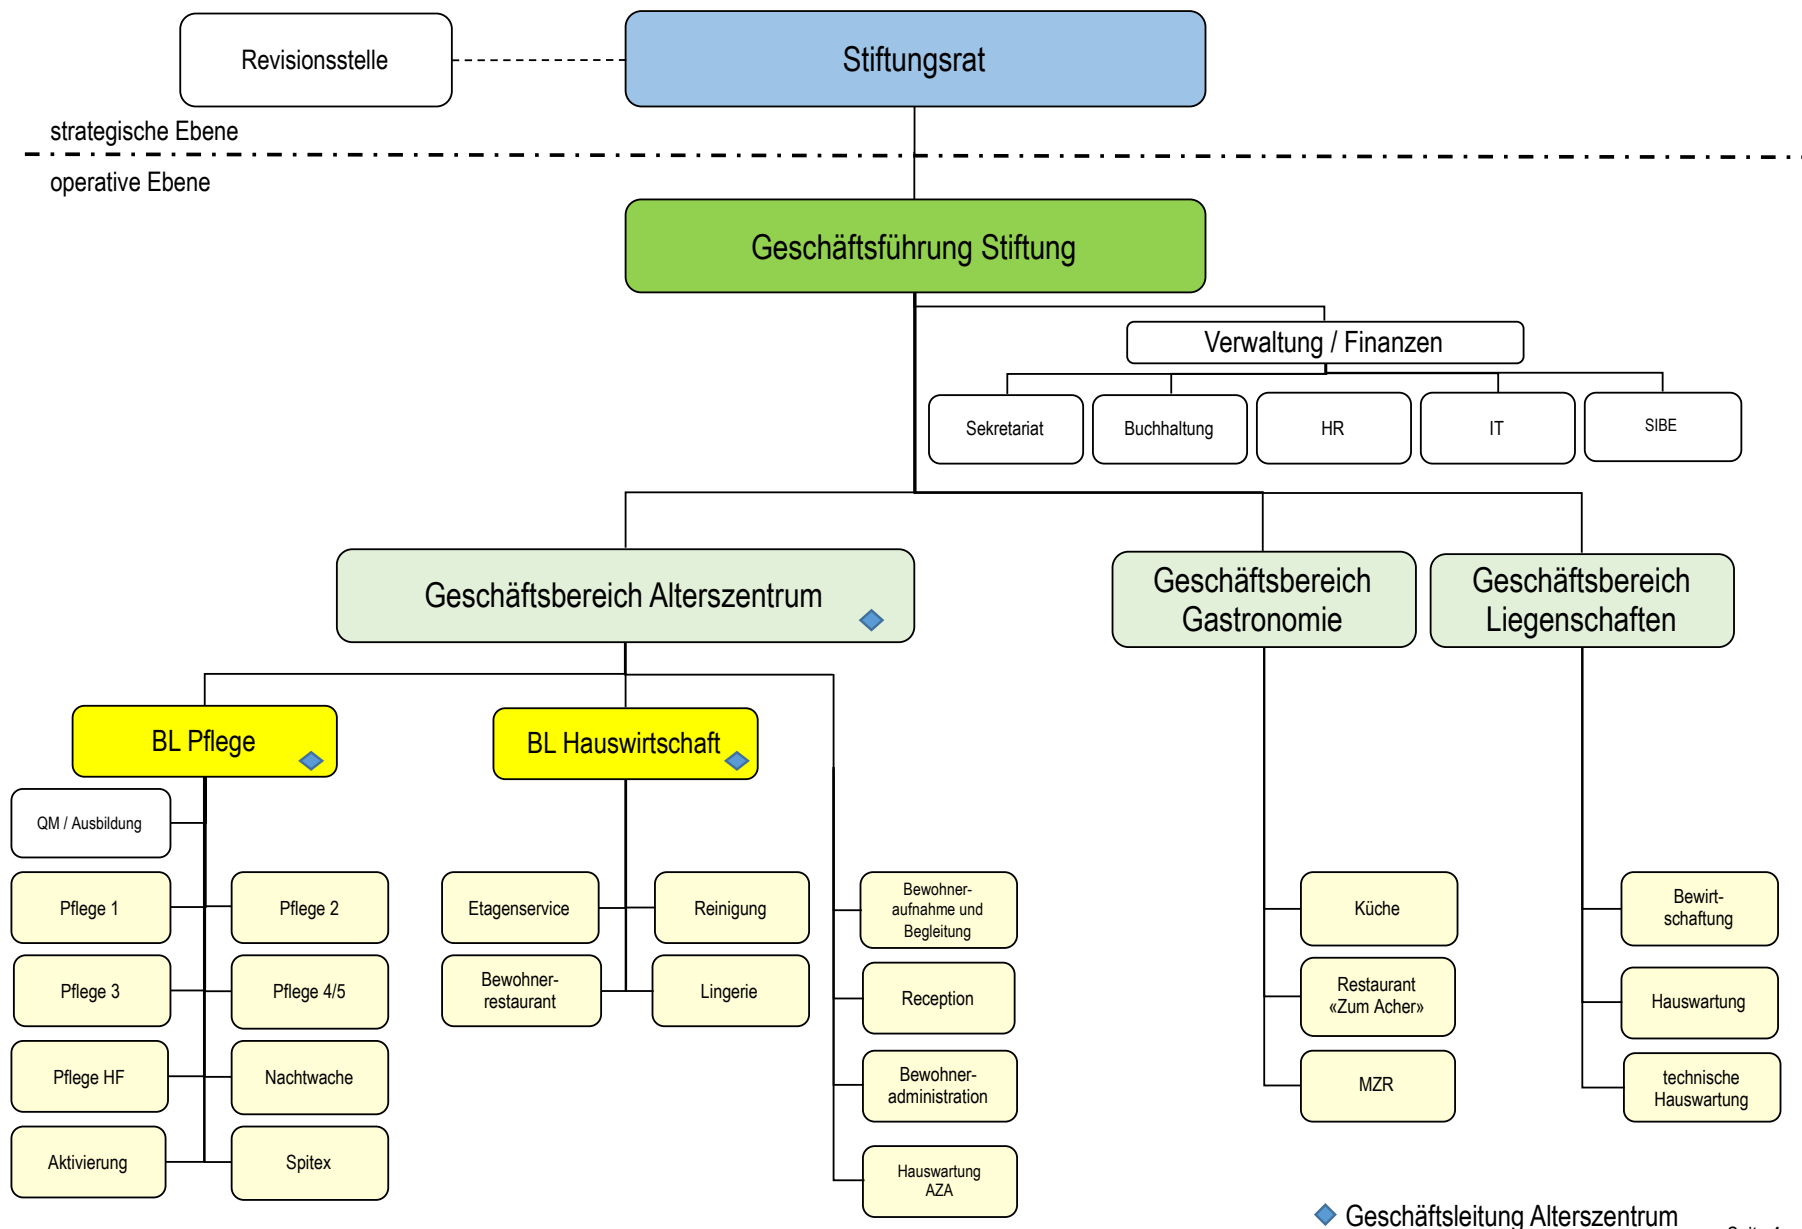 Revisionsstelle
Stiftungsrat
strategische Ebene
operative Ebene
Geschäftsführung Stiftung
Verwaltung / Finanzen
Sekretariat
Buchhaltung
HR
IT
SIBE
Geschäftsbereich Alterszentrum
Geschäftsbereich
Gastronomie
Geschäftsbereich
Liegenschaften
BL Pflege
BL Hauswirtschaft
QM / Ausbildung
Pflege 1
Pflege 2
Pflege 3
Pflege 4/5
Pflege HF
Nachtwache
Aktivierung
Spitex
Etagenservice
Reinigung
Bewohner-
restaurant
Lingerie
Bewohner-
aufnahme und
Begleitung
Reception
Bewohner-
administration
Hauswartung
AZA
Küche
Restaurant
«Zum Acher»
MZR
Bewirt-
schaftung
Hauswartung
technische
Hauswartung
Geschäftsleitung Alterszentrum